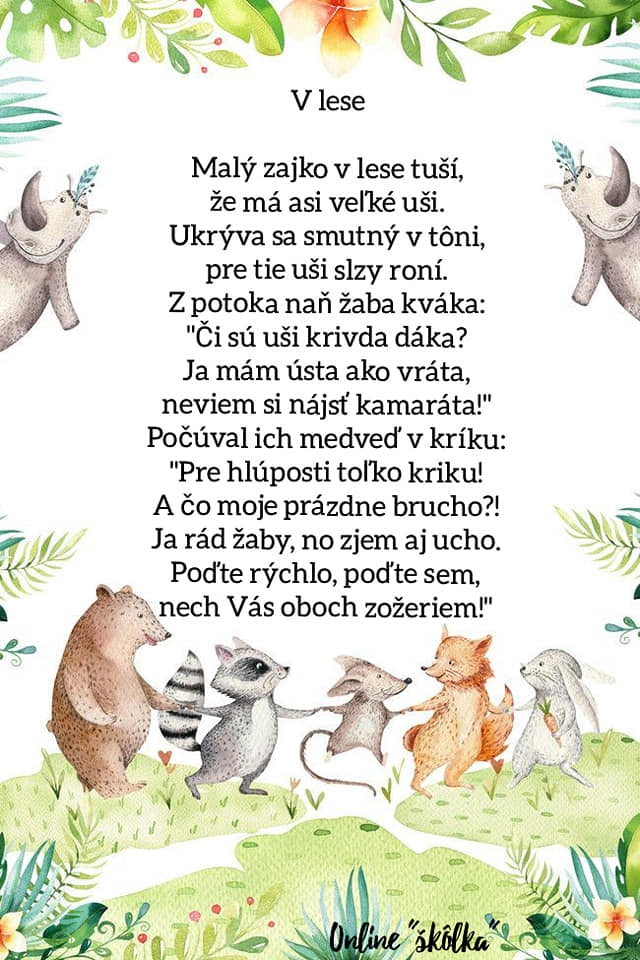 V lese
Malý zajko v lese tuší,
že má asi veľké uši.
Ukrýva sa smutný v tôni,
pre tie uši slzy roní.
Z potoka naň žaba kváka:
"Či sú uši krivda dáka?
Ja mám ústa ako vráta,
neviem si nájsť kamaráta!"
Počúval ich medveď v kríku:
"Pre hlúposti toľko kriku!
A čo moje prázdne brucho?!
Ja rád žaby, no zjem aj ucho.
Poďte rýchlo, poďte sem,
nech Vás oboch zožeriem!"
Online "škôlka"